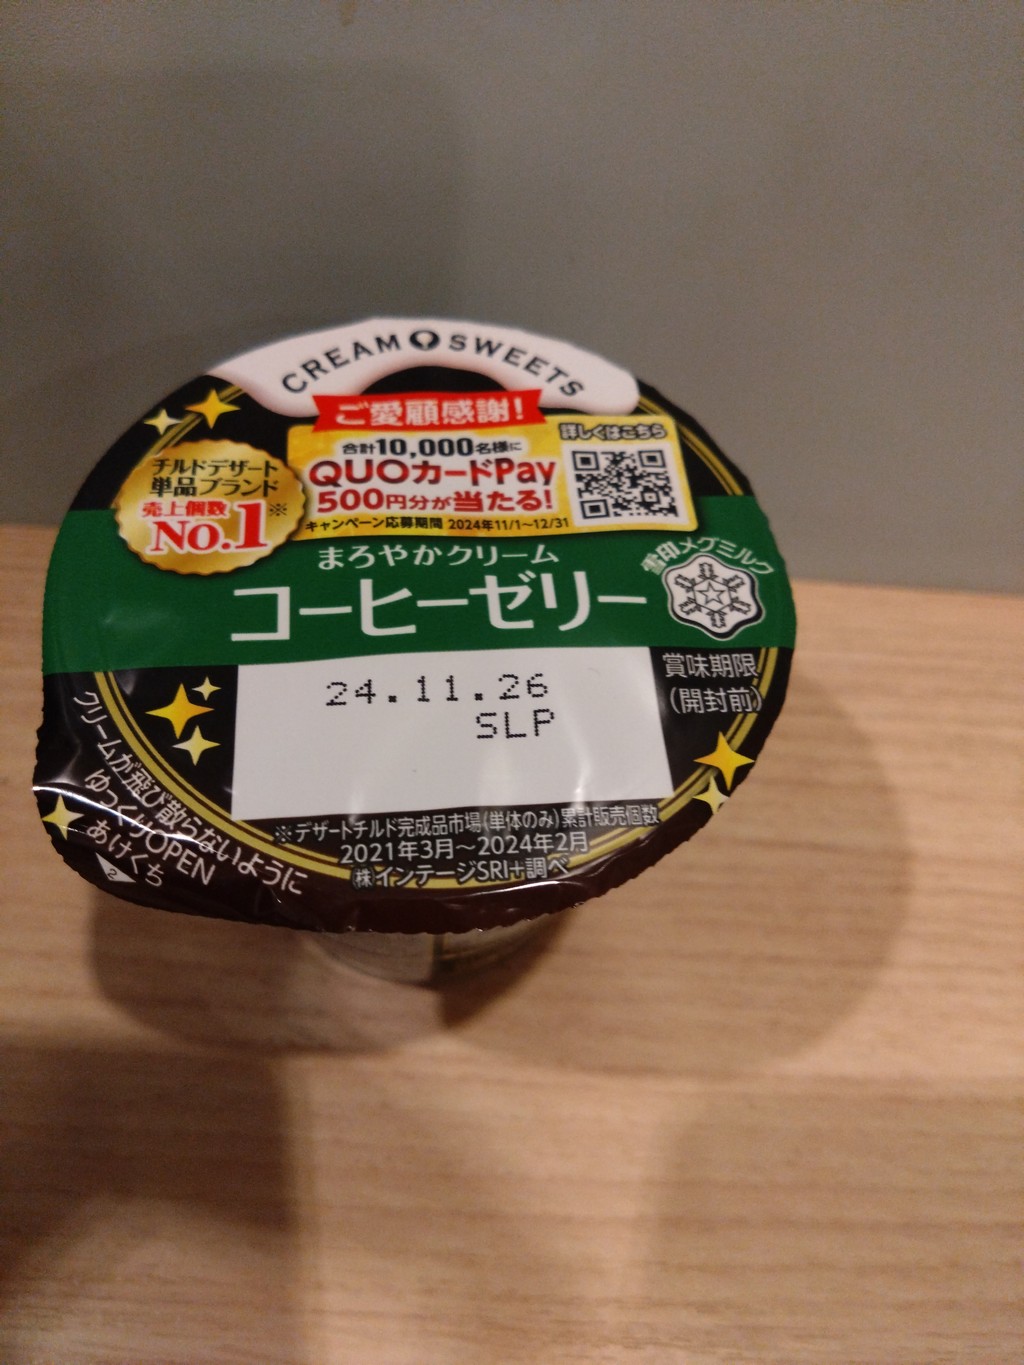 CREAM SWEETS
ご愛顧感謝!
合計10,000名様に
QUOカードPay
500円分が当たる!
キャンペーン応募期間 2024年11/1~12/31
詳しくはこちら
チルドデザート
単品ブランド
売上個数
No.1※
まろやかクリーム
コーヒーゼリー
雪印メグミルク
24.11.26
SLP
賞味期限
(開封前)
クリームが飛び散らないように
ゆっくりOPEN
あけくち
2
※デザートチルド完成品市場(単体のみ)累計販売個数
2021年3月~2024年2月
㈱インテージSRI+調べ